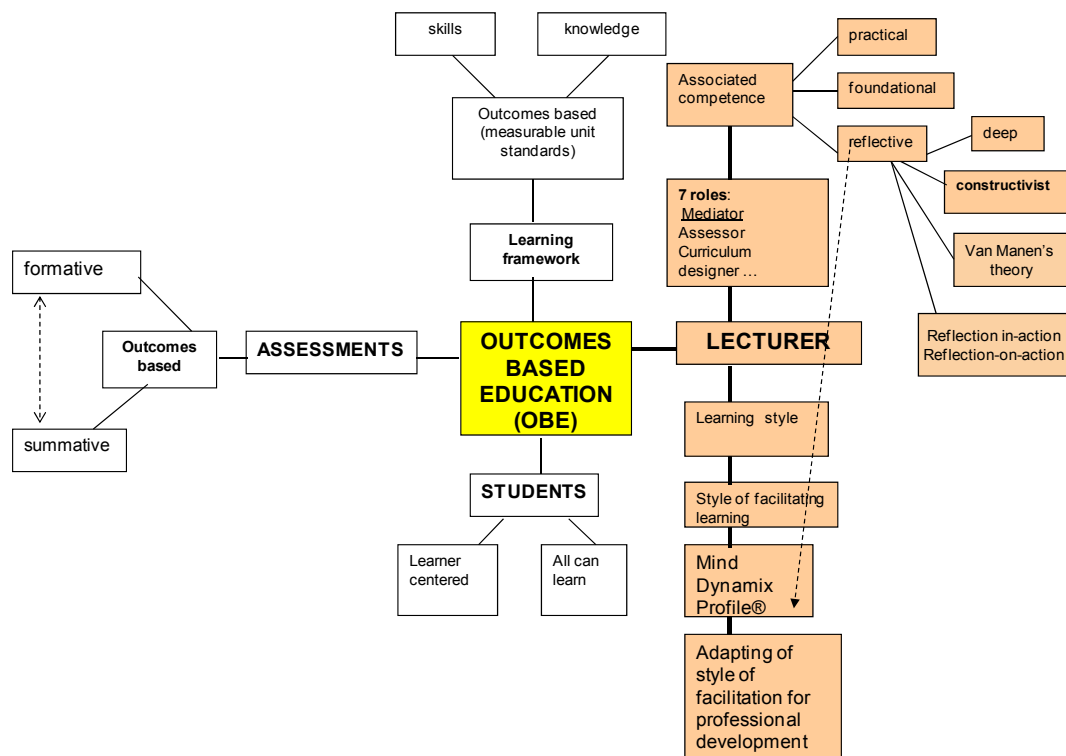 skills
knowledge
practical
Associated
competence
foundational
Outcomes based
(measurable unit
standards)
reflective
deep
constructivist
7 roles:
Mediator
Assessor
Curriculum
designer …
Van Manen’s
theory
Learning
framework
formative
Reflection in-action
Reflection-on-action
Outcomes
based
ASSESSMENTS
OUTCOMES
BASED
EDUCATION
(OBE)
LECTURER
summative
Learning style
STUDENTS
Style of facilitating
learning
Learner
centered
All can
learn
Mind
Dynamix
Profile®
Adapting of
style of
facilitation for
professional
development